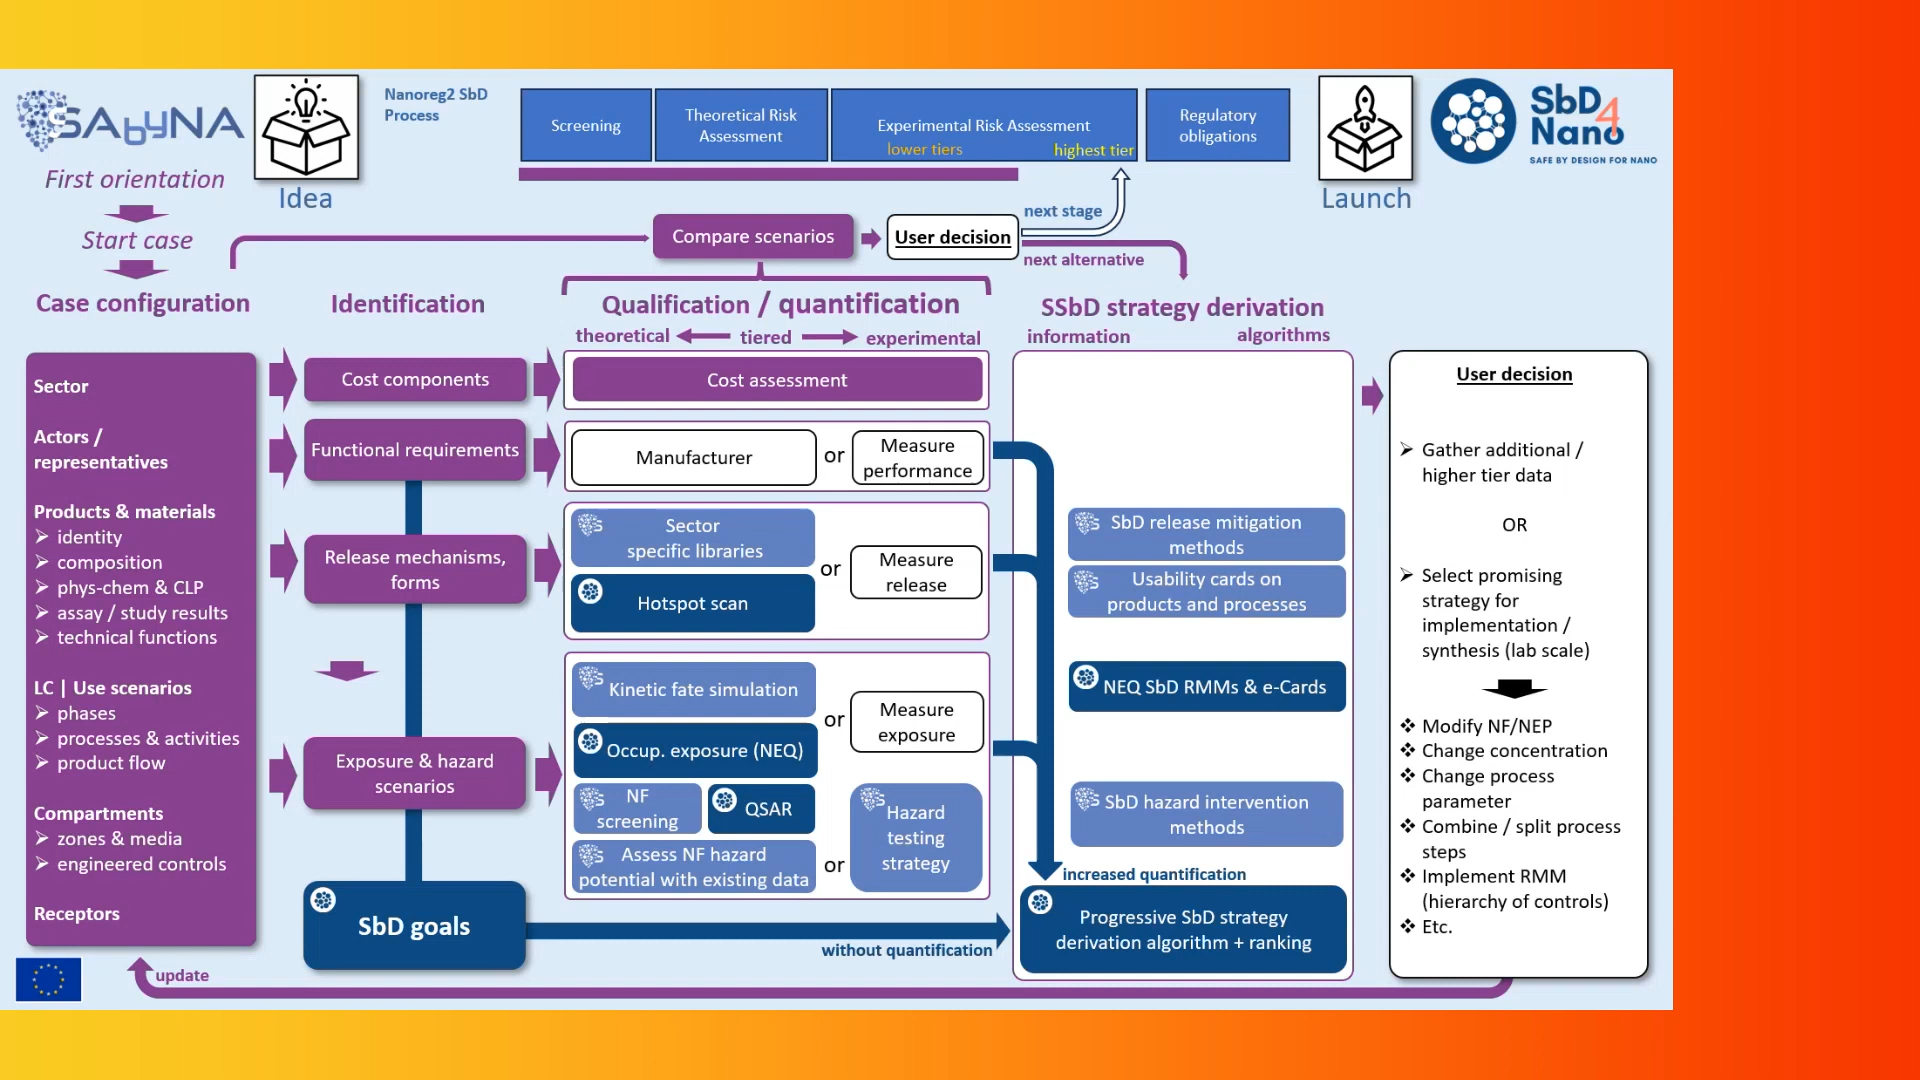 SAbyNA
Nanoreg2 SbD
Process
Screening
Theoretical Risk
Assessment
Experimental Risk Assessment
lower tiers
highest tier
Regulatory
obligations
SbD
4
Nano
SAFE BY DESIGN FOR NANO
First orientation
Idea
Launch
Start case
Compare scenarios
User decision
next stage
next alternative
Case configuration
Identification
Qualification / quantification
theoretical
tiered
experimental
SSbD strategy derivation
information
algorithms
Sector
Actors /
representatives
Products & materials
➢ identity
➢ composition
➢ phys-chem & CLP
➢ assay / study results
➢ technical functions
LC | Use scenarios
➢ phases
➢ processes & activities
➢ product flow
Compartments
➢ zones & media
➢ engineered controls
Receptors
Cost components
Functional requirements
Release mechanisms,
forms
Exposure & hazard
scenarios
SbD goals
Cost assessment
Manufacturer
or
Measure
performance
Sector
specific libraries
Hotspot scan
or
Measure
release
Kinetic fate simulation
Occup. exposure (NEQ)
or
Measure
exposure
NF
screening
QSAR
Assess NF hazard
potential with existing data
or
Hazard
testing
strategy
SbD release mitigation
methods
Usability cards on
products and processes
NEQ SbD RMMs & e-Cards
SbD hazard intervention
methods
increased quantification
Progressive SbD strategy
derivation algorithm + ranking
without quantification
User decision
➢ Gather additional /
higher tier data
OR
➢ Select promising
strategy for
implementation /
synthesis (lab scale)
❖ Modify NF/NEP
❖ Change concentration
❖ Change process
parameter
❖ Combine / split process
steps
❖ Implement RMM
(hierarchy of controls)
❖ Etc.
update